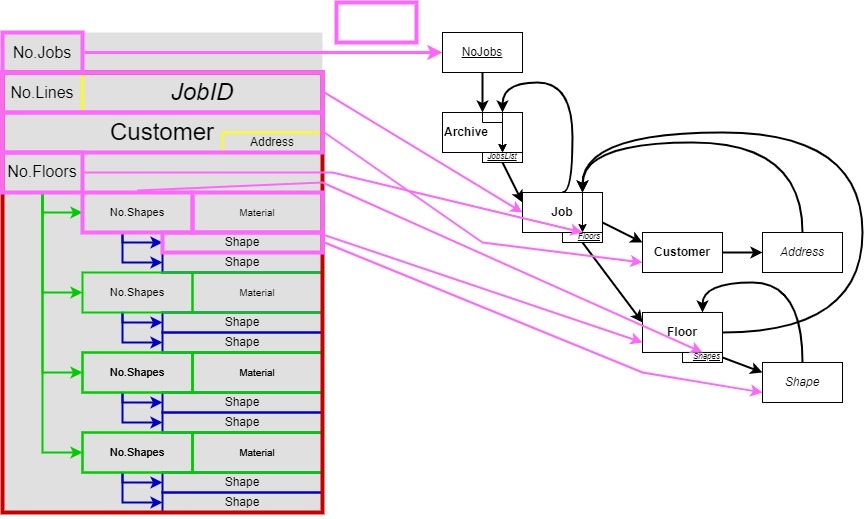 No.Jobs
No.Lines JobID
Customer
Address
No.Floors
No.Shapes Material
Shape
Shape
No.Shapes Material
Shape
Shape
No.Shapes Material
Shape
Shape
No.Shapes Material
Shape
Shape
NoJobs
Archive
JobsList
Job
Floors
Customer
Address
Floor
Shapes
Shape